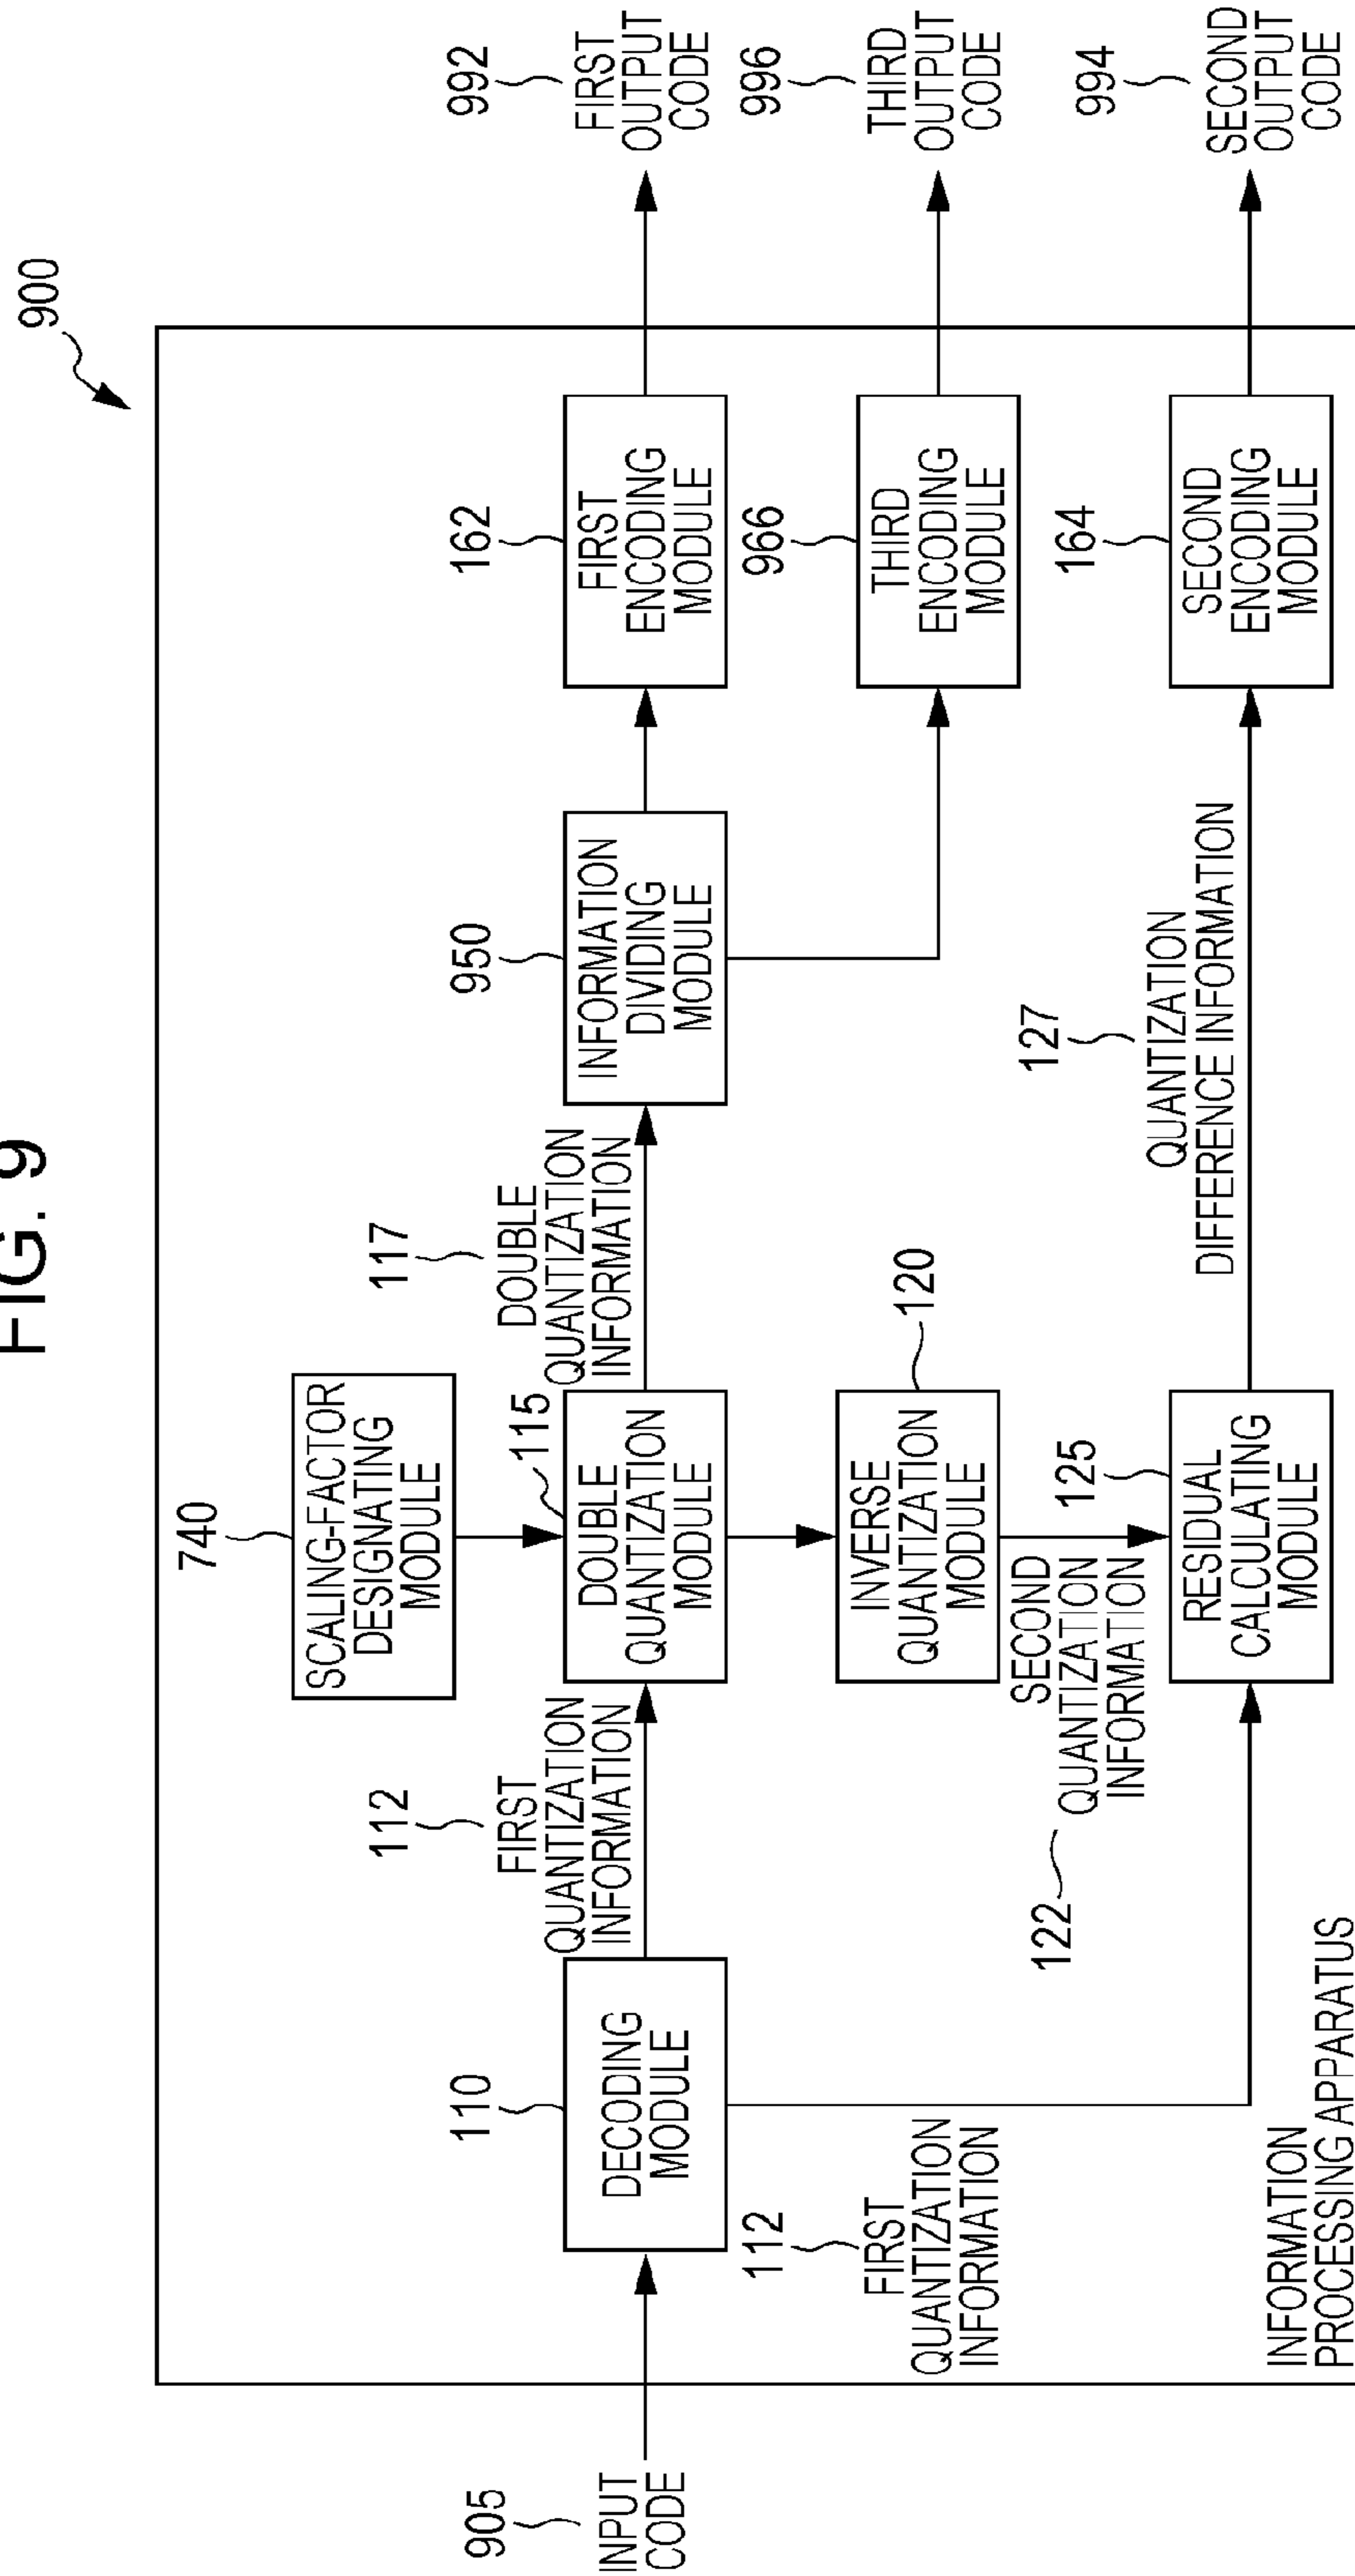 FIG. 9
900
740
SCALING-FACTOR
DESIGNATING
MODULE
905
INPUT
CODE
110
DECODING
MODULE
112
FIRST
QUANTIZATION
INFORMATION
115
DOUBLE
QUANTIZATION
MODULE
117
DOUBLE
QUANTIZATION
INFORMATION
950
INFORMATION
DIVIDING
MODULE
162
FIRST
ENCODING
MODULE
992
FIRST
OUTPUT
CODE
112
FIRST
QUANTIZATION
INFORMATION
120
INVERSE
QUANTIZATION
MODULE
966
THIRD
ENCODING
MODULE
996
THIRD
OUTPUT
CODE
122
SECOND
QUANTIZATION
INFORMATION
125
RESIDUAL
CALCULATING
MODULE
127
QUANTIZATION
DIFFERENCE INFORMATION
164
SECOND
ENCODING
MODULE
994
SECOND
OUTPUT
CODE
INFORMATION
PROCESSING APPARATUS